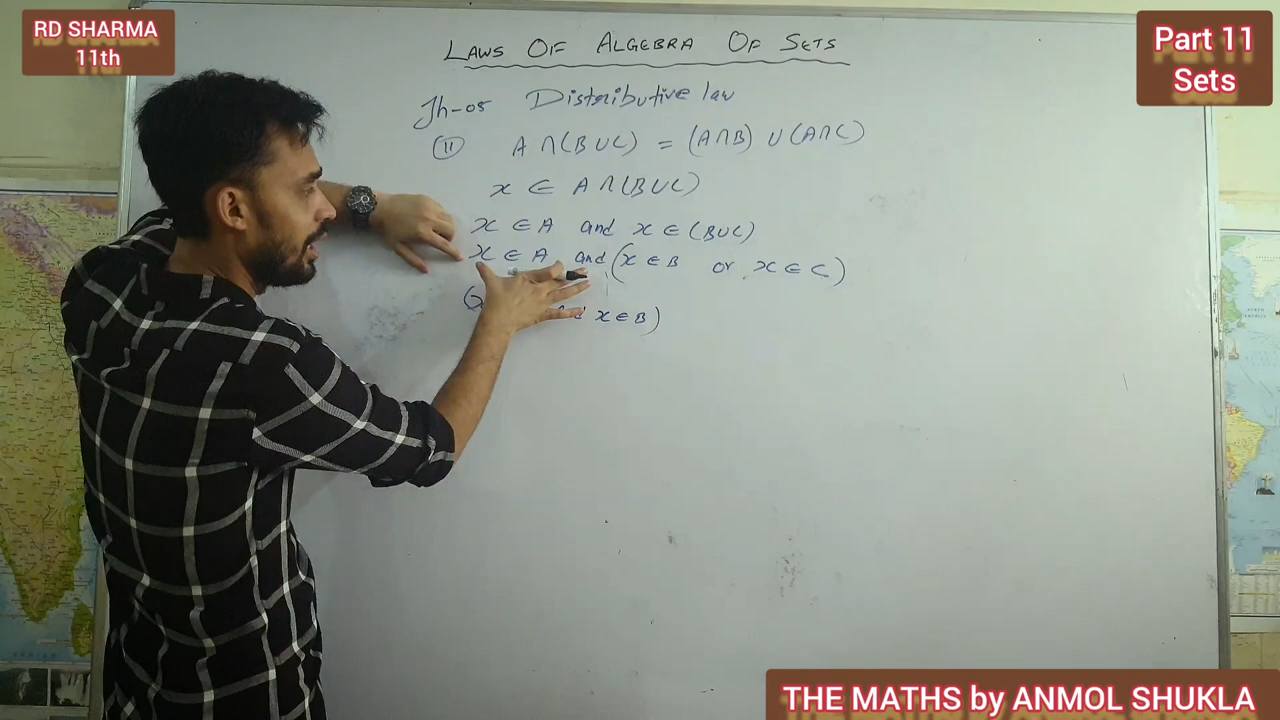 RD SHARMA
11th
Part 11
Sets
LAWS OF ALGEBRA OF SETS
Th-05 Distributive law
(11) A ∩ (B ∪ C) = (A ∩ B) ∪ (A ∩ C)
x ∈ A ∩ (B ∪ C)
x ∈ A and x ∈ (B ∪ C)
x ∈ A and (x ∈ B or x ∈ C)
(x x ∈ B)
THE MATHS by ANMOL SHUKLA